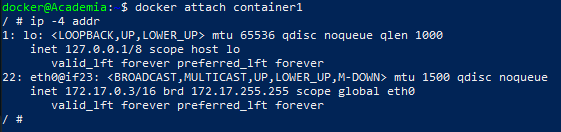 docker@Academia:~$ docker attach container1
/ # ip -4 addr
1: lo: <LOOPBACK,UP,LOWER_UP> mtu 65536 qdisc noqueue qlen 1000
    inet 127.0.0.1/8 scope host lo
       valid_lft forever preferred_lft forever
22: eth0@if23: <BROADCAST,MULTICAST,UP,LOWER_UP,M-DOWN> mtu 1500 qdisc noqueue
    inet 172.17.0.3/16 brd 172.17.255.255 scope global eth0
       valid_lft forever preferred_lft forever
/ #